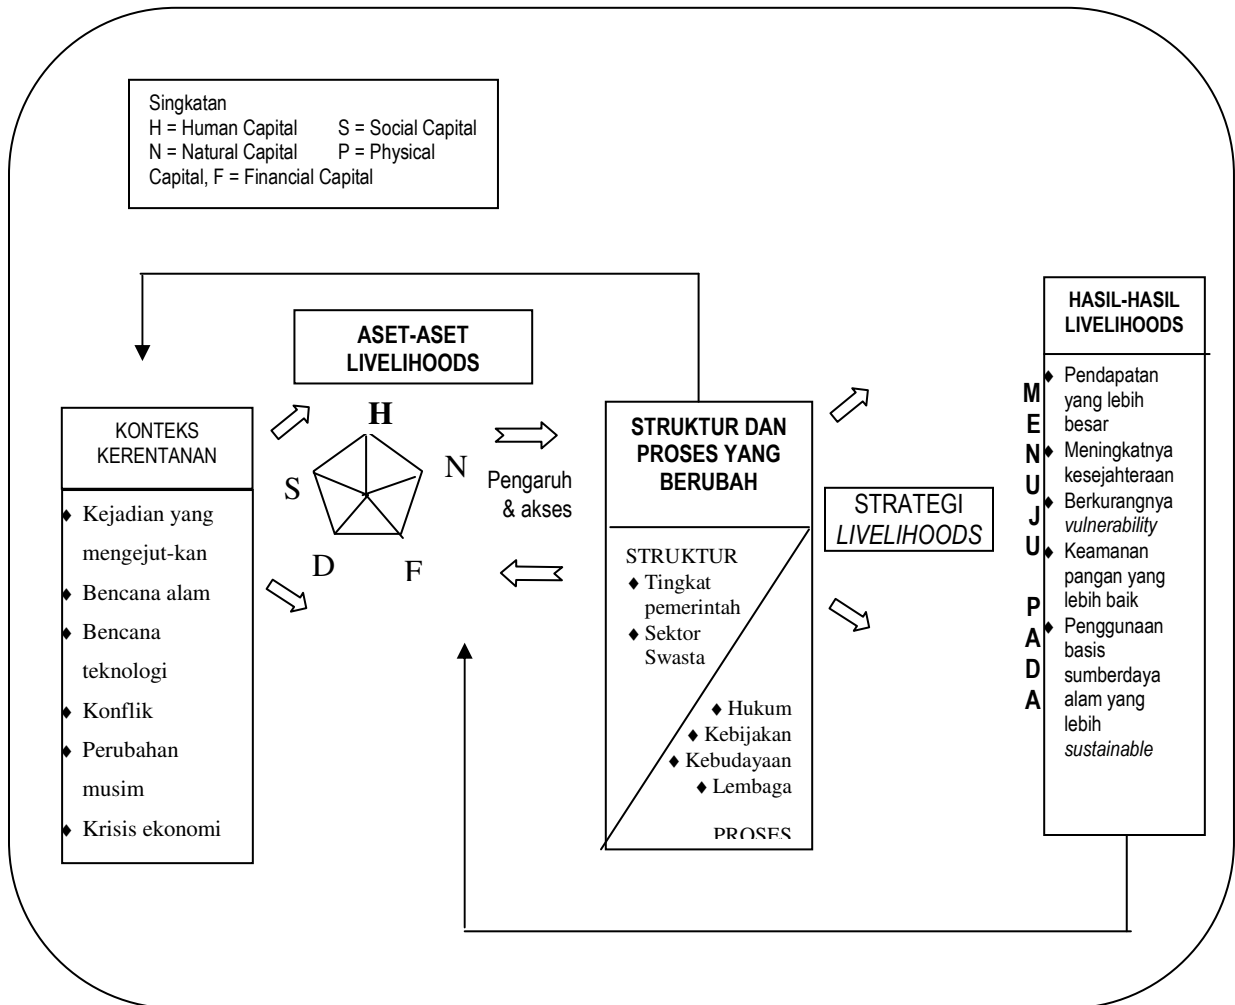 Singkatan
H = Human Capital S = Social Capital
N = Natural Capital P = Physical
Capital, F = Financial Capital
ASET-ASET
LIVELIHOODS
KONTEKS
KERENTANAN
♦ Kejadian yang
mengejut-kan
♦ Bencana alam
♦ Bencana
teknologi
♦ Konflik
♦ Perubahan
musim
♦ Krisis ekonomi
H
S
N
D
F
Pengaruh
& akses
STRUKTUR DAN
PROSES YANG
BERUBAH
STRUKTUR
♦ Tingkat
pemerintah
♦ Sektor
Swasta
♦ Hukum
♦ Kebijakan
♦ Kebudayaan
♦ Lembaga
PROSES
STRATEGI
LIVELIHOODS
MENUJU PADA
HASIL-HASIL
LIVELIHOODS
♦ Pendapatan
yang lebih
besar
♦ Meningkatnya
kesejahteraan
♦ Berkurangnya
vulnerability
♦ Keamanan
pangan yang
lebih baik
♦ Penggunaan
basis
sumberdaya
alam yang
lebih
sustainable